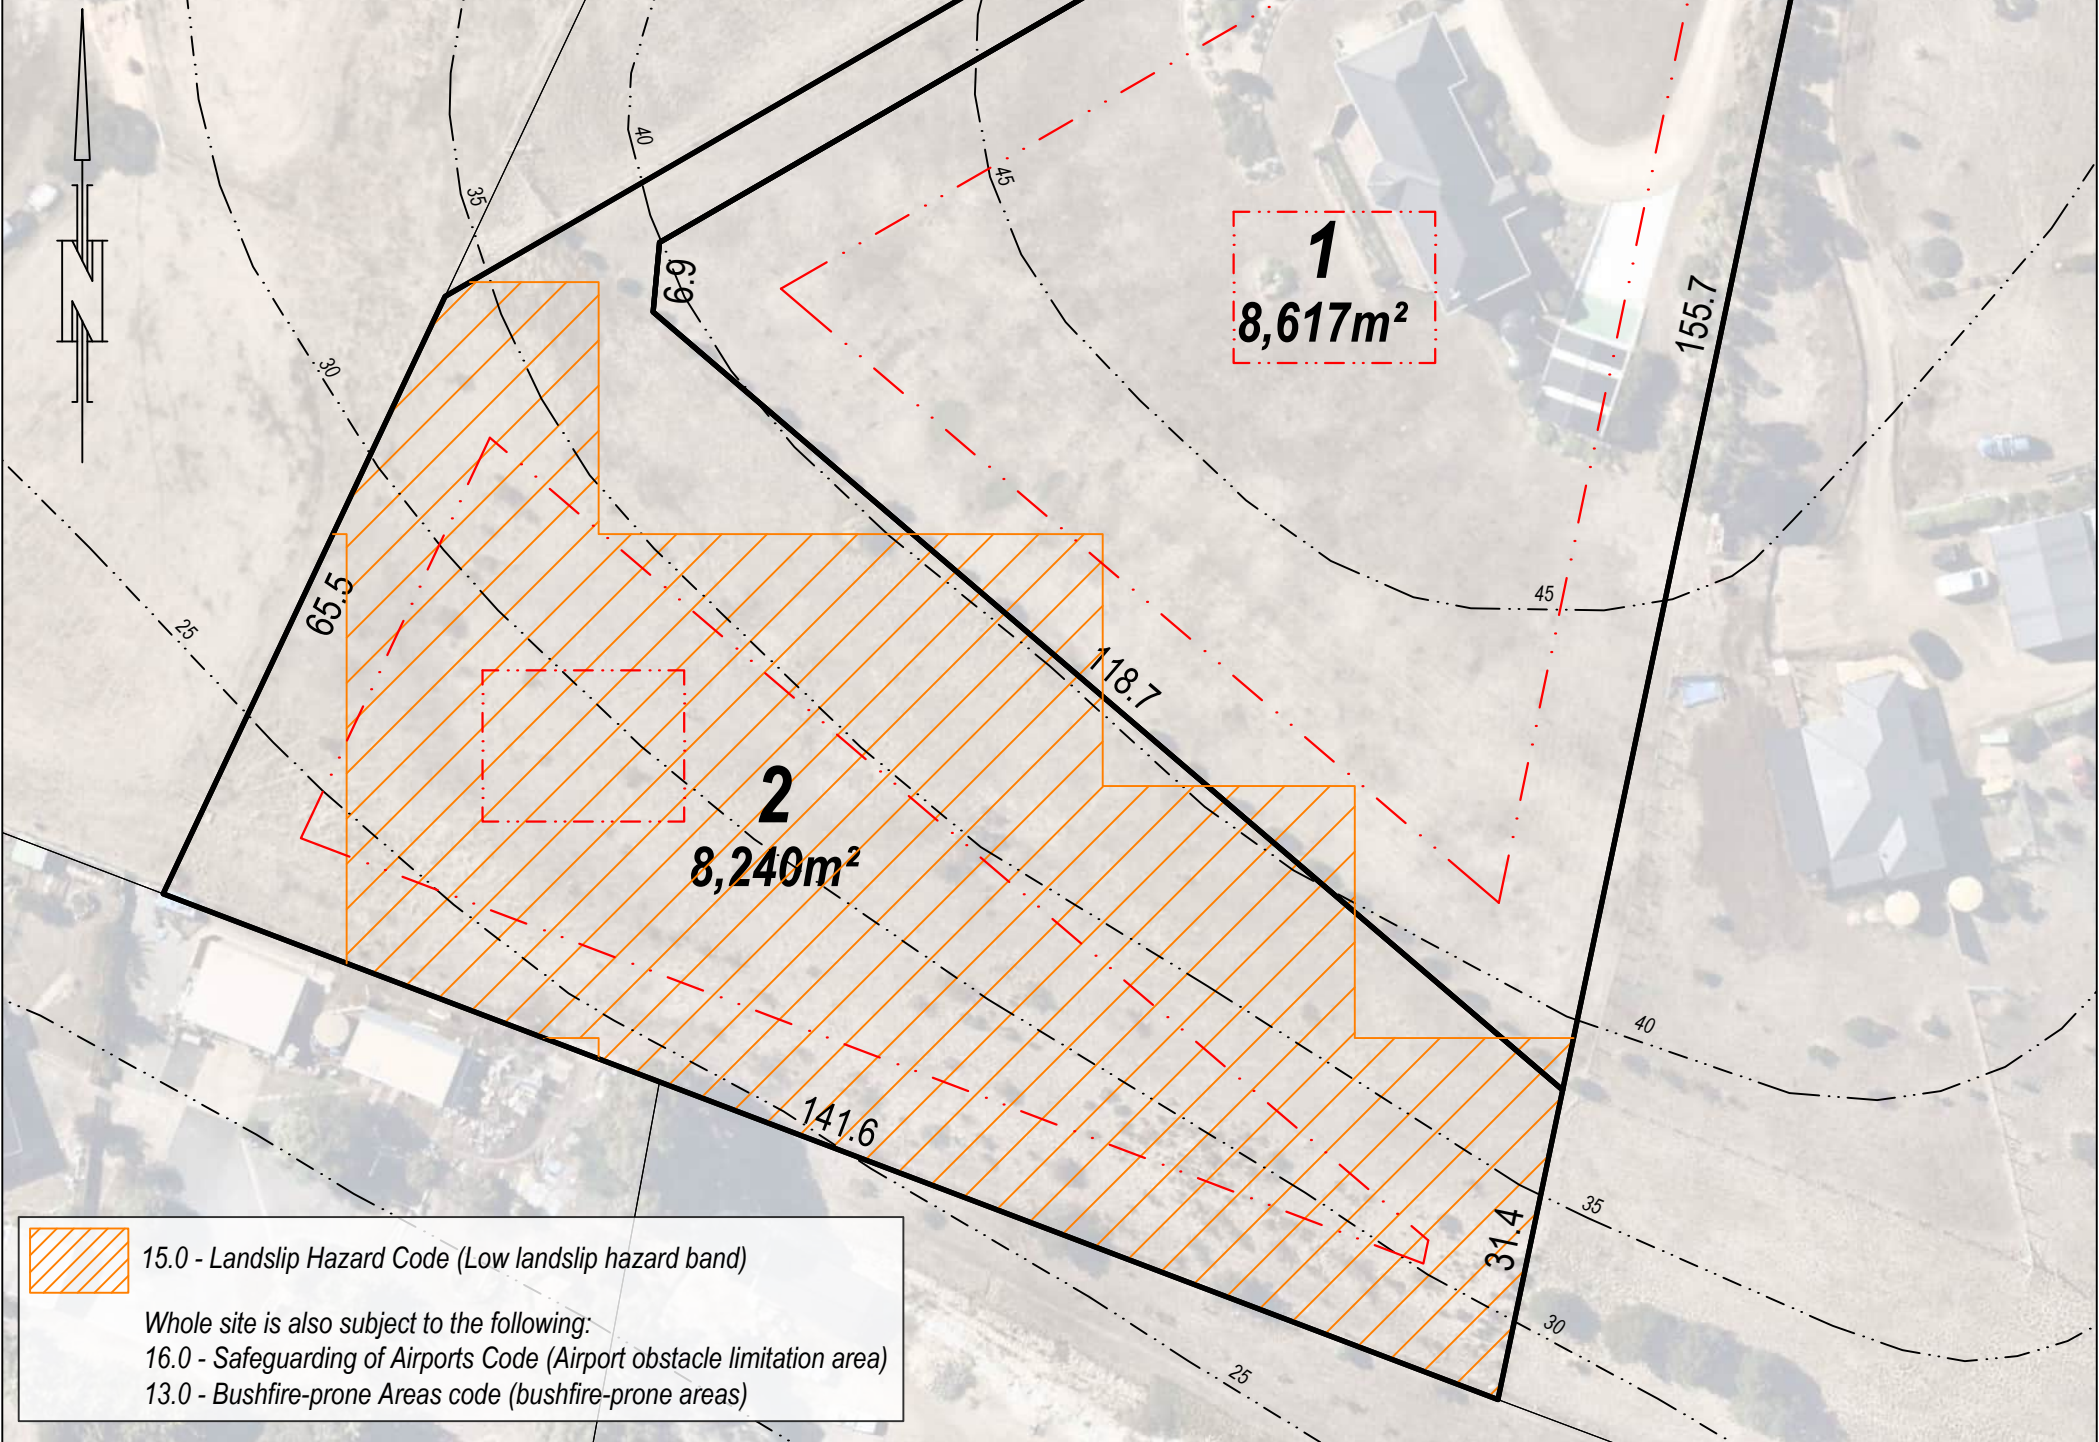 40
35
45
N
6.9
1
8,617m²
155.7
30
45
65.5
25
118.7
2
8,240m²
40
141.6
35
31.4
30
25
15.0 - Landslip Hazard Code (Low landslip hazard band)
Whole site is also subject to the following:
16.0 - Safeguarding of Airports Code (Airport obstacle limitation area)
13.0 - Bushfire-prone Areas code (bushfire-prone areas)